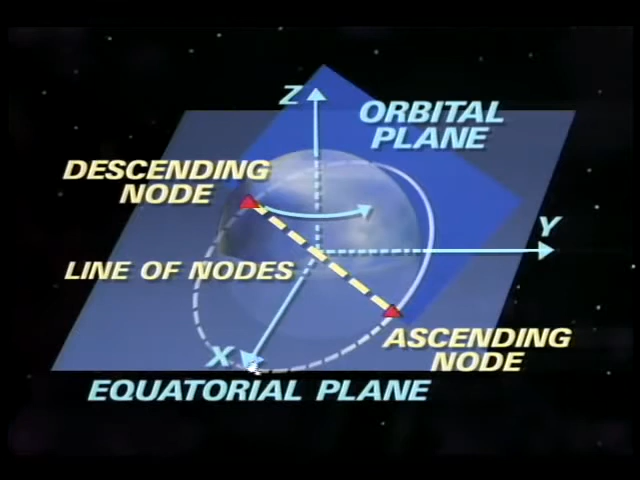 Z
ORBITAL
PLANE
DESCENDING
NODE
Y
LINE OF NODES
ASCENDING
NODE
X
EQUATORIAL PLANE